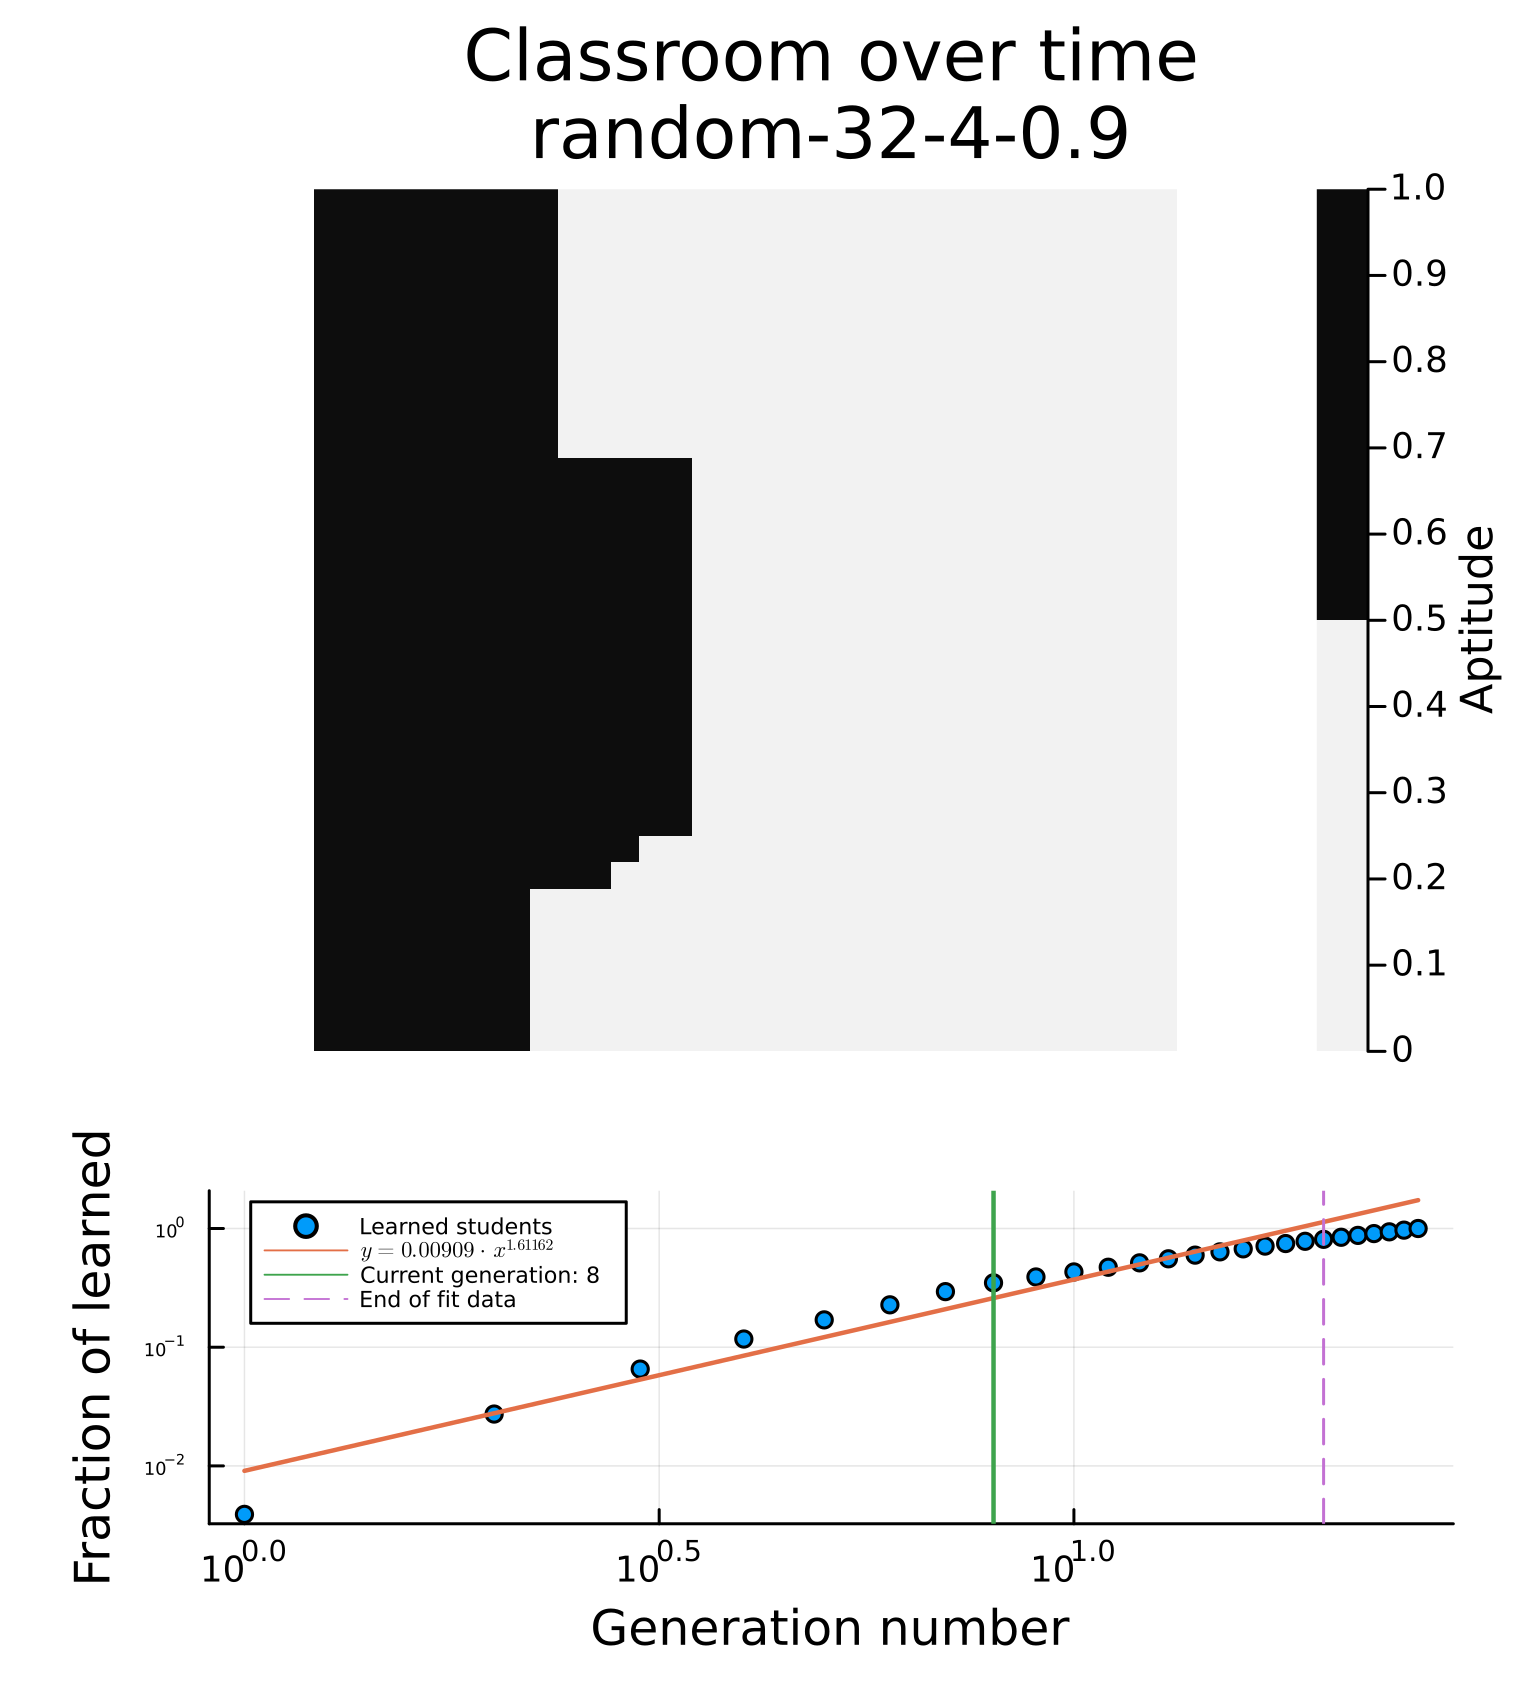 Classroom over time
random-32-4-0.9
1.0
0.9
0.8
0.7
0.6
0.5
0.4
0.3
0.2
0.1
0
Aptitude
Fraction of learned
10⁰
10⁻¹
10⁻²
Learned students
y = 0.00909 · x^1.61162
Current generation: 8
End of fit data
10^0.0
10^0.5
10^1.0
Generation number